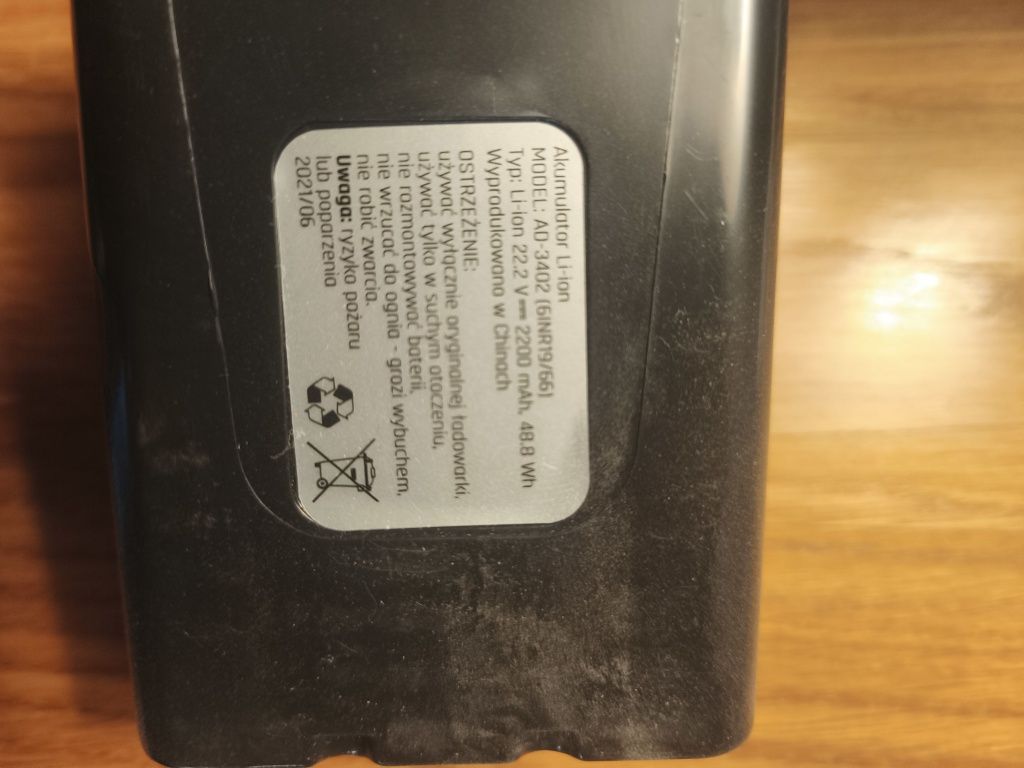 Akumulator Li-ion
MODEL: AD-3402 (6INR19/66)
Typ: Li-ion 22.2 V 2200 mAh, 48.8 Wh
Wyprodukowano w Chinach
OSTRZEŻENIE:
używać wyłącznie oryginalnej ładowarki,
używać tylko w suchym otoczeniu,
nie rozmontowywać baterii,
nie wrzucać do ognia - grozi wybuchem,
nie robić zwarcia.
Uwaga: ryzyko pożaru
lub poparzenia
2021/06